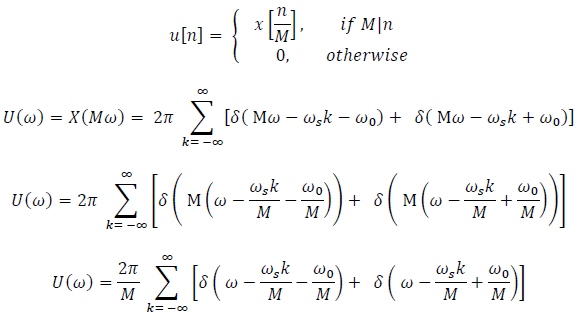 u[n] = { x[n/M], if M|n
0, otherwise
U(ω) = X(Mω) = 2π ∑_{k=−∞}^{∞} [δ( Mω − ω_s k − ω_0) + δ( Mω − ω_s k + ω_0)]
U(ω) = 2π ∑_{k=−∞}^{∞} [δ( M( ω − ω_s k/M − ω_0/M )) + δ( M( ω − ω_s k/M + ω_0/M ))]
U(ω) = 2π/M ∑_{k=−∞}^{∞} [δ( ω − ω_s k/M − ω_0/M ) + δ( ω − ω_s k/M + ω_0/M )]